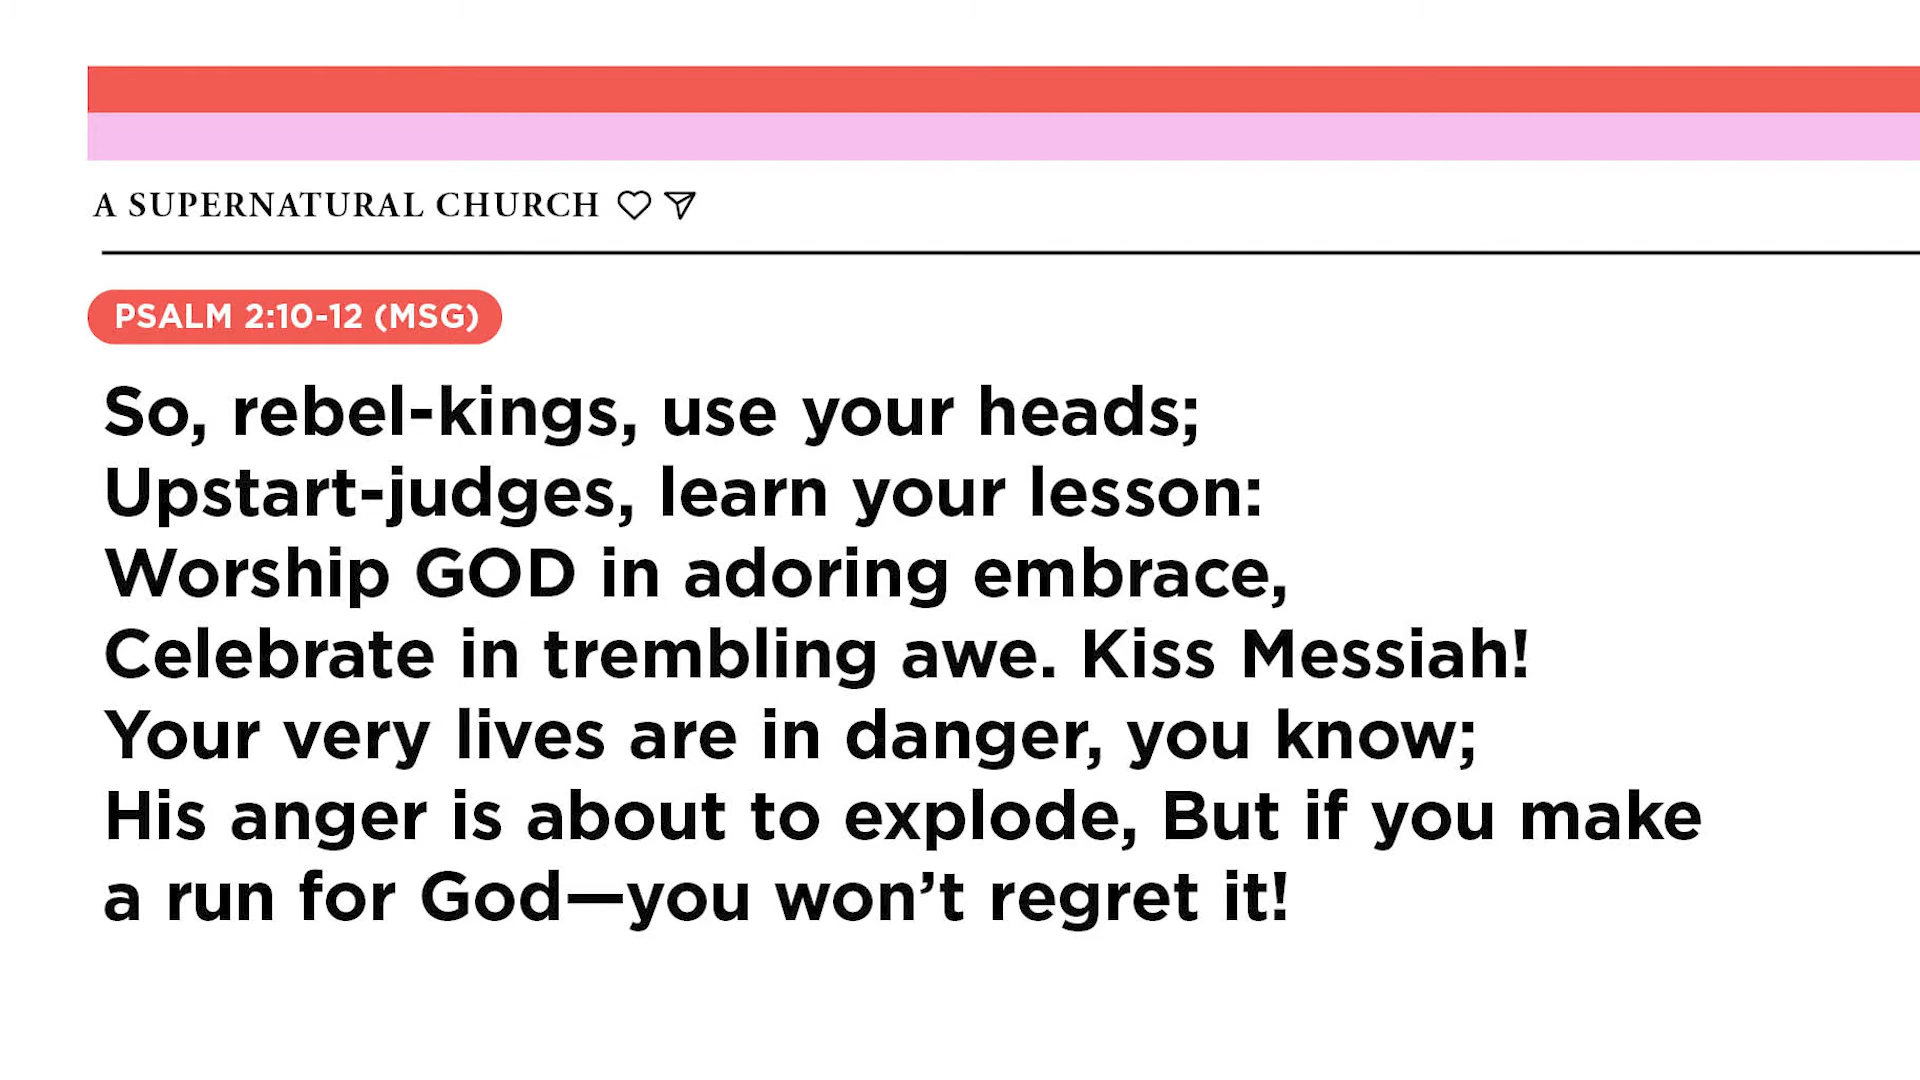 A SUPERNATURAL CHURCH
PSALM 2:10-12 (MSG)
So, rebel-kings, use your heads;
Upstart-judges, learn your lesson:
Worship GOD in adoring embrace,
Celebrate in trembling awe. Kiss Messiah!
Your very lives are in danger, you know;
His anger is about to explode, But if you make
a run for God—you won’t regret it!